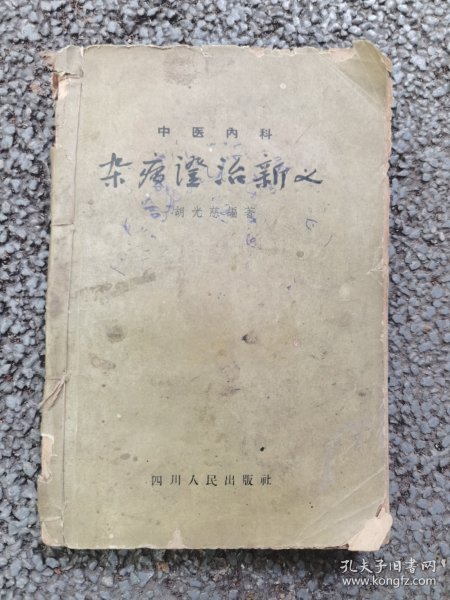 中医内科
杂病證治新义
胡光慈编著
四川人民出版社
孔夫子旧书网
www.kongfz.com